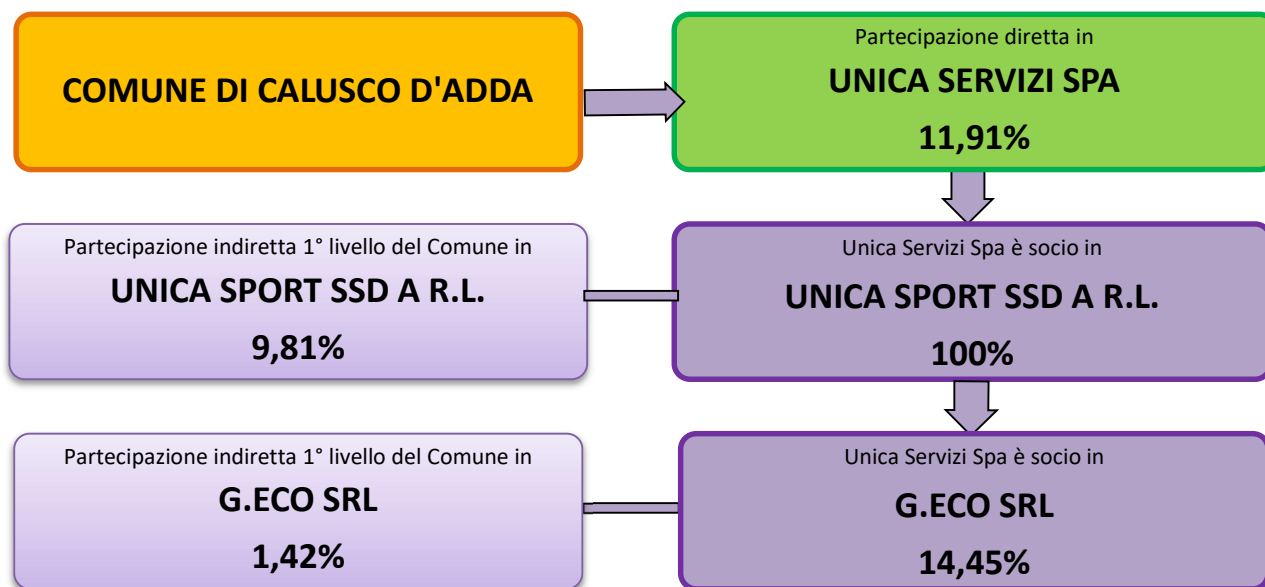 COMUNE DI CALUSCO D'ADDA
Partecipazione diretta in
UNICA SERVIZI SPA
11,91%
Partecipazione indiretta 1° livello del Comune in
UNICA SPORT SSD A R.L.
9,81%
Unica Servizi Spa è socio in
UNICA SPORT SSD A R.L.
100%
Partecipazione indiretta 1° livello del Comune in
G.ECO SRL
1,42%
Unica Servizi Spa è socio in
G.ECO SRL
14,45%